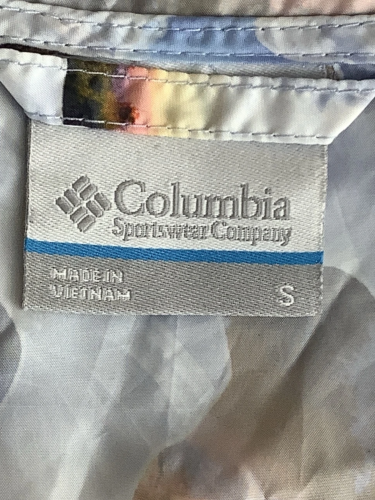 Columbia
Sportswear Company
MADE IN
VIETNAM
S